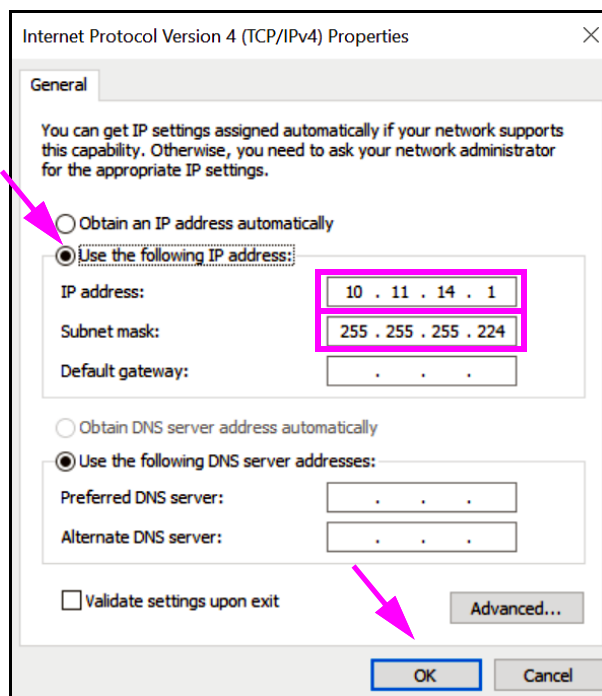 Internet Protocol Version 4 (TCP/IPv4) Properties
General
You can get IP settings assigned automatically if your network supports
this capability. Otherwise, you need to ask your network administrator
for the appropriate IP settings.
Obtain an IP address automatically
Use the following IP address:
IP address: 10 . 11 . 14 . 1
Subnet mask: 255 . 255 . 255 . 224
Default gateway: . . .
Obtain DNS server address automatically
Use the following DNS server addresses:
Preferred DNS server: . . .
Alternate DNS server: . . .
Validate settings upon exit
Advanced...
OK Cancel